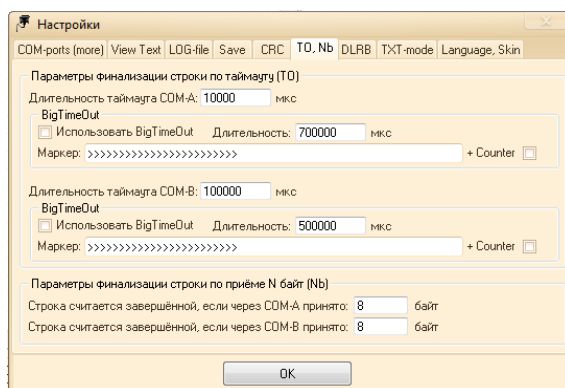 Настройки
COM-ports (more) View Text LOG-file Save CRC TO, Nb DLRB TXT-mode Language, Skin
Параметры финализации строки по таймауту (TO)
Длительность таймаута COM-A: 10000 мкс
BigTimeOut
Использовать BigTimeOut Длительность: 700000 мкс
Маркер: >>>>>>>>>>>>>>>>>>>>>>>> + Counter
Длительность таймаута COM-B: 100000 мкс
BigTimeOut
Использовать BigTimeOut Длительность: 500000 мкс
Маркер: >>>>>>>>>>>>>>>>>>>>>>>> + Counter
Параметры финализации строки по приёме N байт (Nb)
Строка считается завершённой, если через COM-A принято: 8 байт
Строка считается завершённой, если через COM-B принято: 8 байт
OK